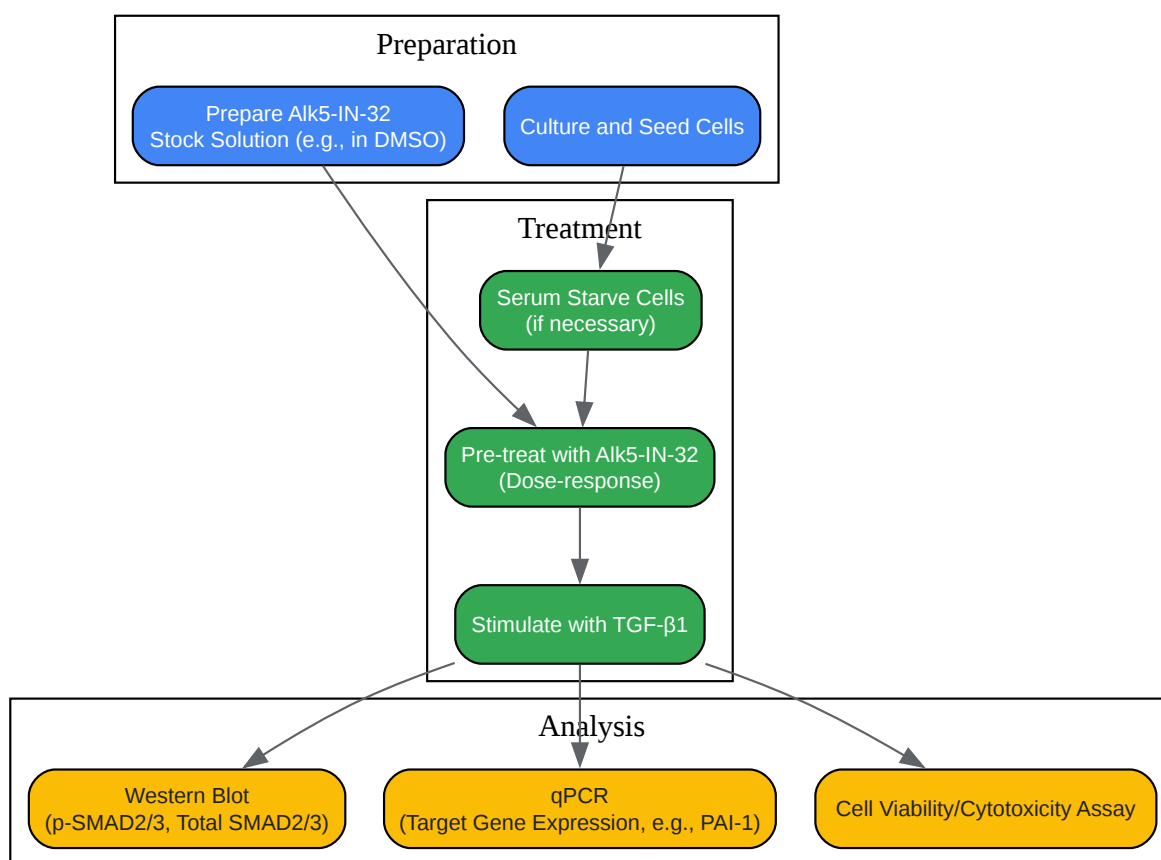 Preparation
Prepare Alk5-IN-32
Stock Solution (e.g., in DMSO)
Culture and Seed Cells
Treatment
Serum Starve Cells
(if necessary)
Pre-treat with Alk5-IN-32
(Dose-response)
Stimulate with TGF-β1
Analysis
Western Blot
(p-SMAD2/3, Total SMAD2/3)
qPCR
(Target Gene Expression, e.g., PAI-1)
Cell Viability/Cytotoxicity Assay